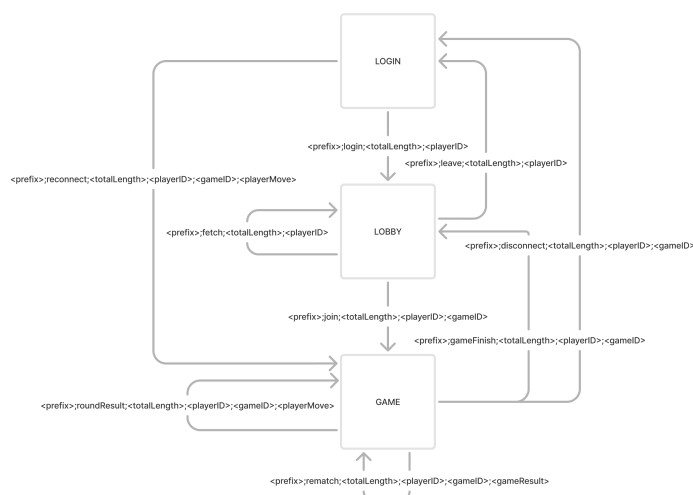 LOGIN
<prefix>;login;<totalLength>;<playerID>
<prefix>;leave;<totalLength>;<playerID>
<prefix>;reconnect;<totalLength>;<playerID>;<gameID>;<playerMove>
LOBBY
<prefix>;fetch;<totalLength>;<playerID>
<prefix>;disconnect;<totalLength>;<playerID>;<gameID>
<prefix>;join;<totalLength>;<playerID>;<gameID>
<prefix>;gameFinish;<totalLength>;<playerID>;<gameID>
GAME
<prefix>;roundResult;<totalLength>;<playerID>;<gameID>;<playerMove>
<prefix>;rematch;<totalLength>;<playerID>;<gameID>;<gameResult>